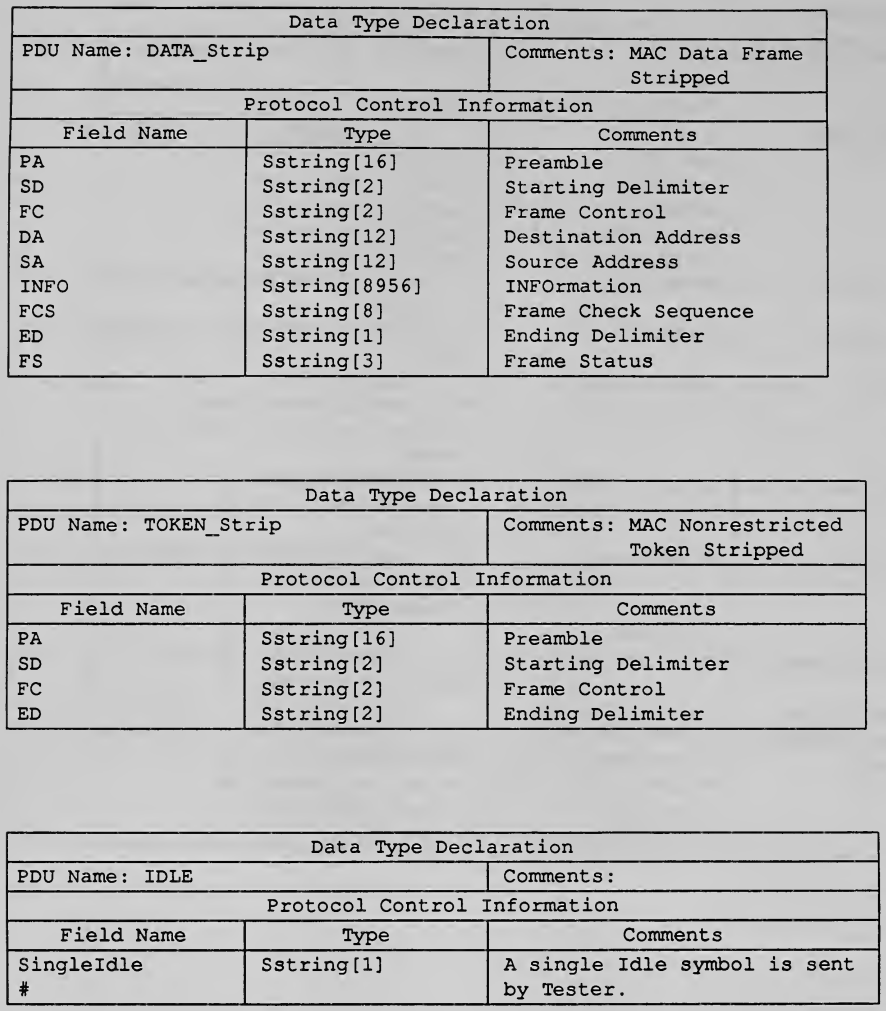 Data Type Declaration
PDU Name: DATA_Strip Comments: MAC Data Frame
Stripped
Protocol Control Information
Field Name Type Comments
PA Sstring[16] Preamble
SD Sstring[2] Starting Delimiter
FC Sstring[2] Frame Control
DA Sstring[12] Destination Address
SA Sstring[12] Source Address
INFO Sstring[8956] INFOrmation
FCS Sstring[8] Frame Check Sequence
ED Sstring[1] Ending Delimiter
FS Sstring[3] Frame Status
Data Type Declaration
PDU Name: TOKEN_Strip Comments: MAC Nonrestricted
Token Stripped
Protocol Control Information
Field Name Type Comments
PA Sstring[16] Preamble
SD Sstring[2] Starting Delimiter
FC Sstring[2] Frame Control
ED Sstring[2] Ending Delimiter
Data Type Declaration
PDU Name: IDLE Comments:
Protocol Control Information
Field Name Type Comments
SingleIdle Sstring[1] A single Idle symbol is sent
# by Tester.